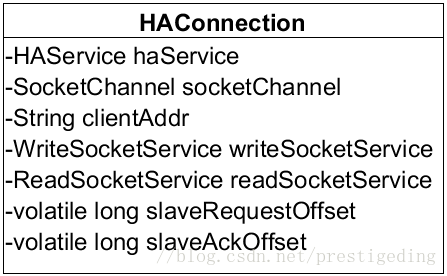 HAConnection
-HAService haService
-SocketChannel socketChannel
-String clientAddr
-WriteSocketService writeSocketService
-ReadSocketService readSocketService
-volatile long slaveRequestOffset
-volatile long slaveAckOffset
https://blog.csdn.net/prestigeding